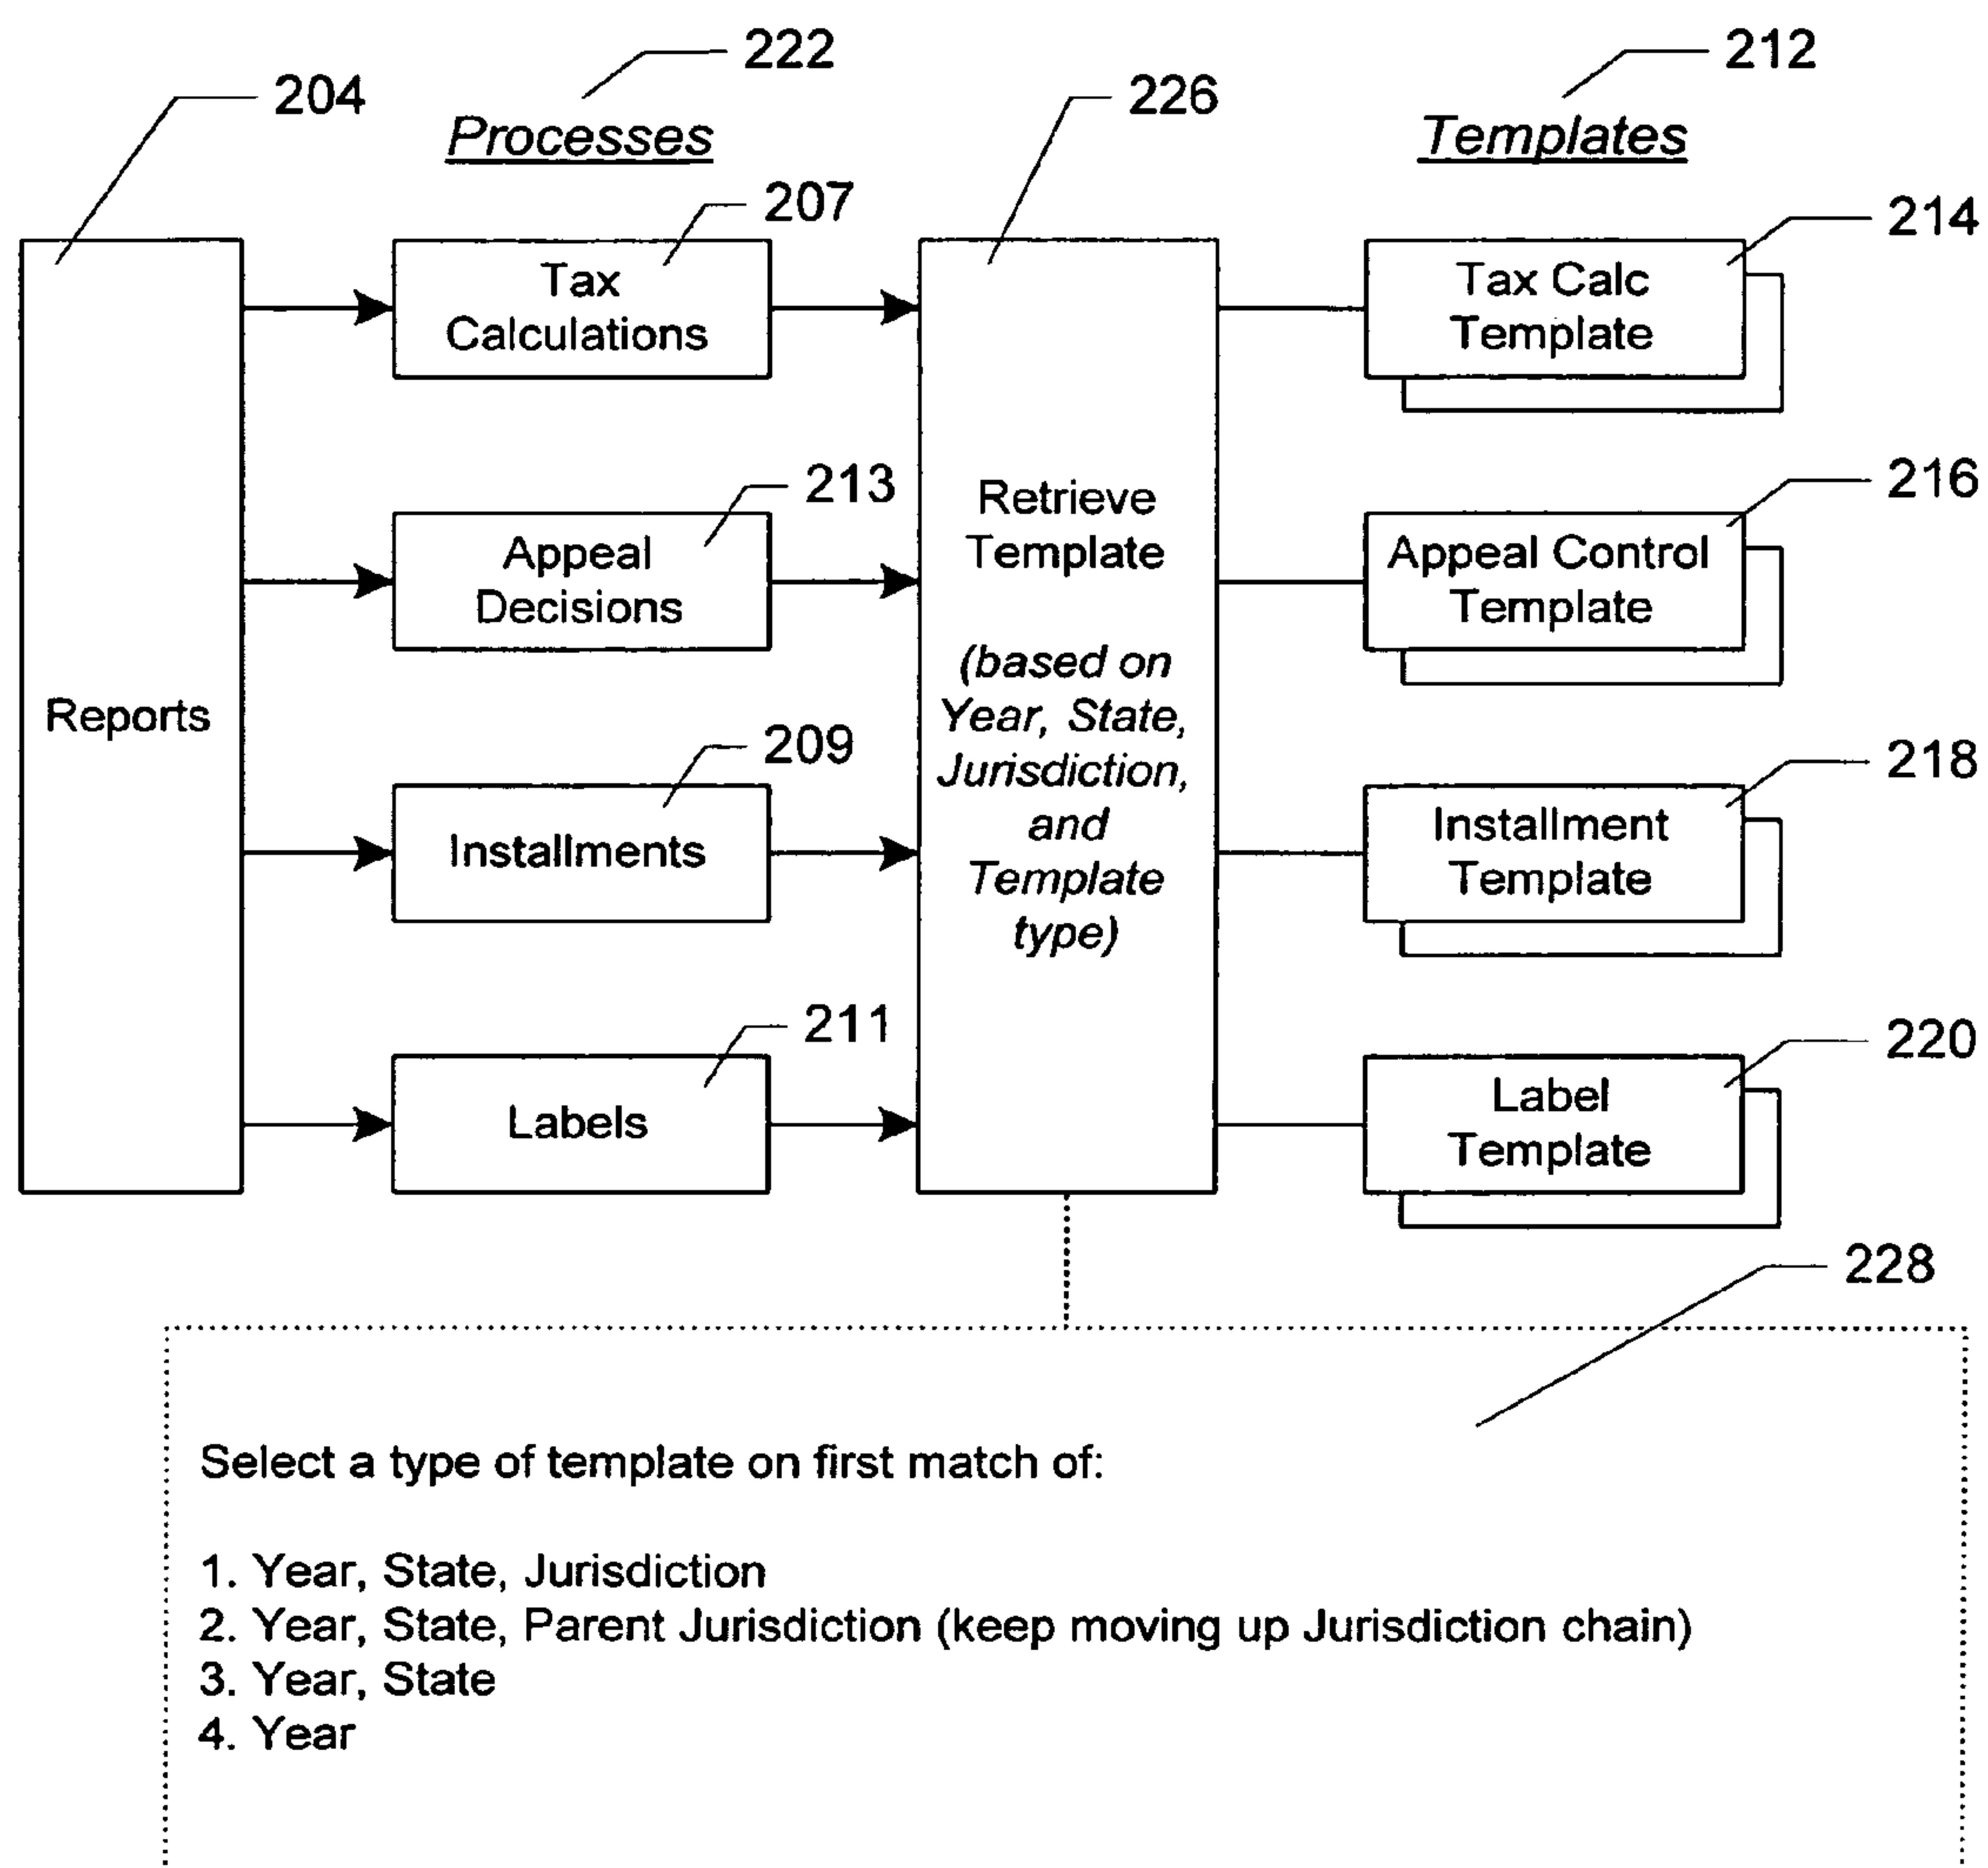 222
212
204
Processes
226
Templates
207
214
Tax
Calculations
Tax Calc
Template
213
216
Retrieve
Template
Appeal
Decisions
Appeal Control
Template
(based on
Year, State,
Jurisdiction,
and
Template
type)
Reports
209
218
Installments
Installment
Template
211
220
Labels
Label
Template
228
Select a type of template on first match of:
1. Year, State, Jurisdiction
2. Year, State, Parent Jurisdiction (keep moving up Jurisdiction chain)
3. Year, State
4. Year